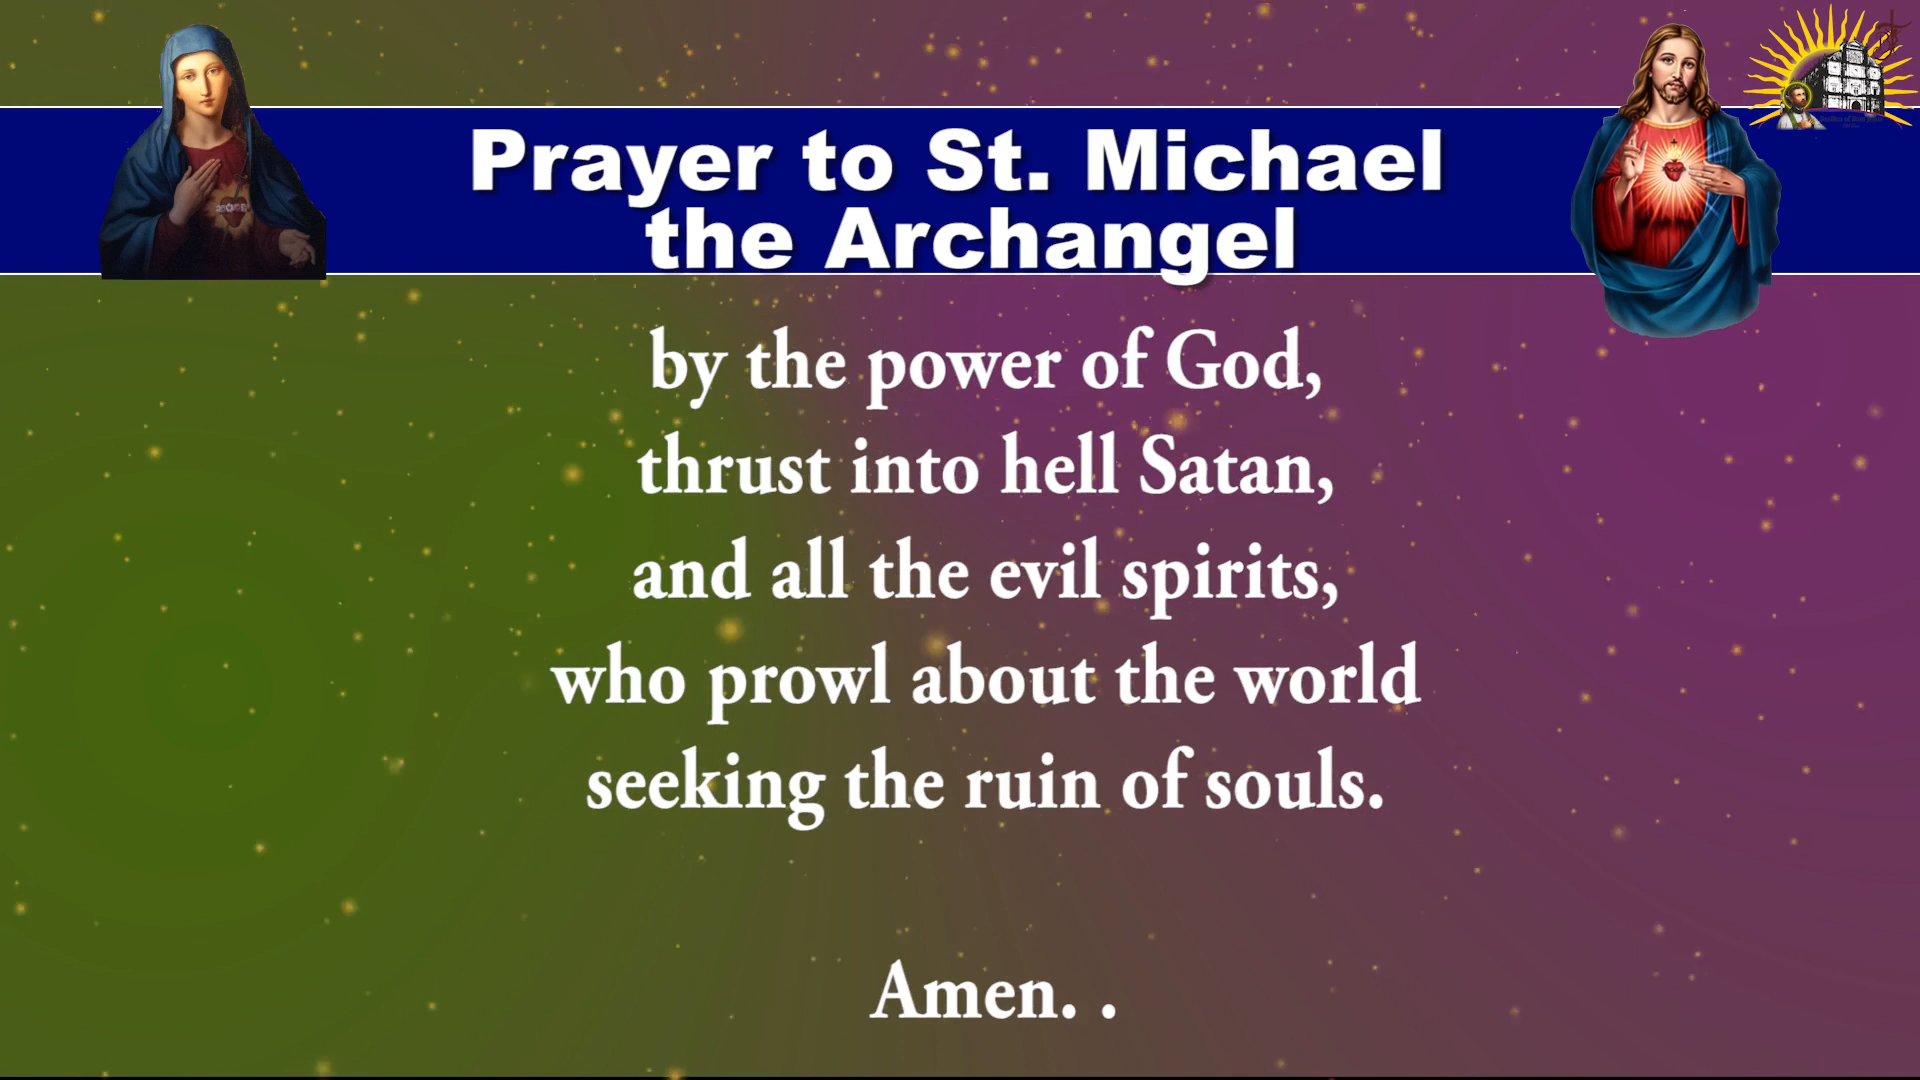 Prayer to St. Michael
the Archangel
by the power of God,
thrust into hell Satan,
and all the evil spirits,
who prowl about the world
seeking the ruin of souls.
Amen. .